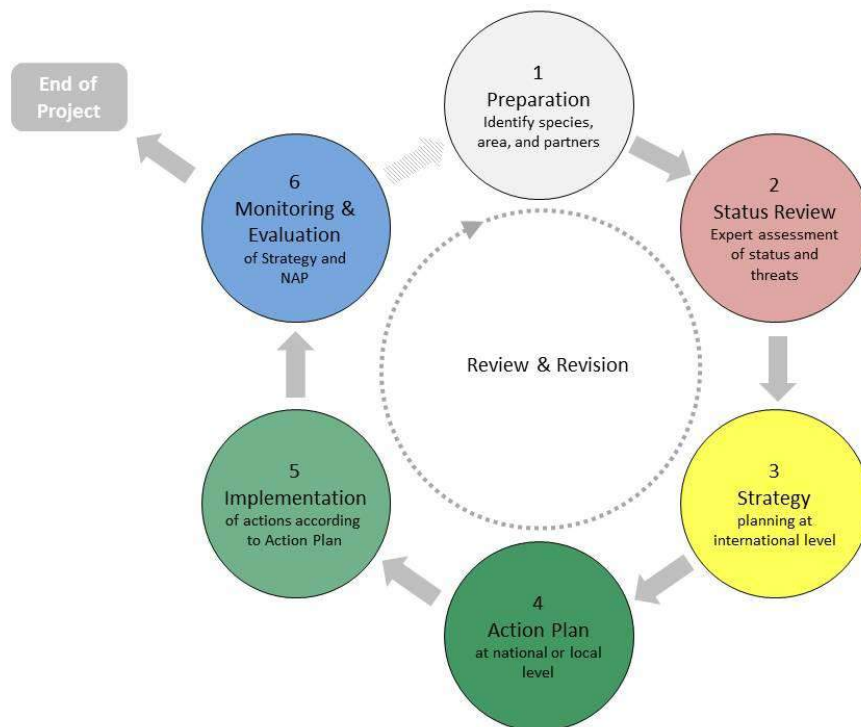 End of
Project
1
Preparation
Identify species,
area, and partners
2
Status Review
Expert assessment
of status and
threats
3
Strategy
planning at
international level
4
Action Plan
at national or local
level
5
Implementation
of actions according
to Action Plan
6
Monitoring &
Evaluation
of Strategy and
NAP
Review & Revision